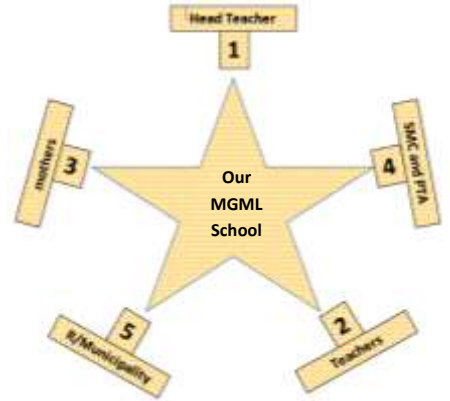 Head Teacher
1
mothers
3
SMC and PTA
4
Our
MGML
School
R/Municipality
5
2
Teachers